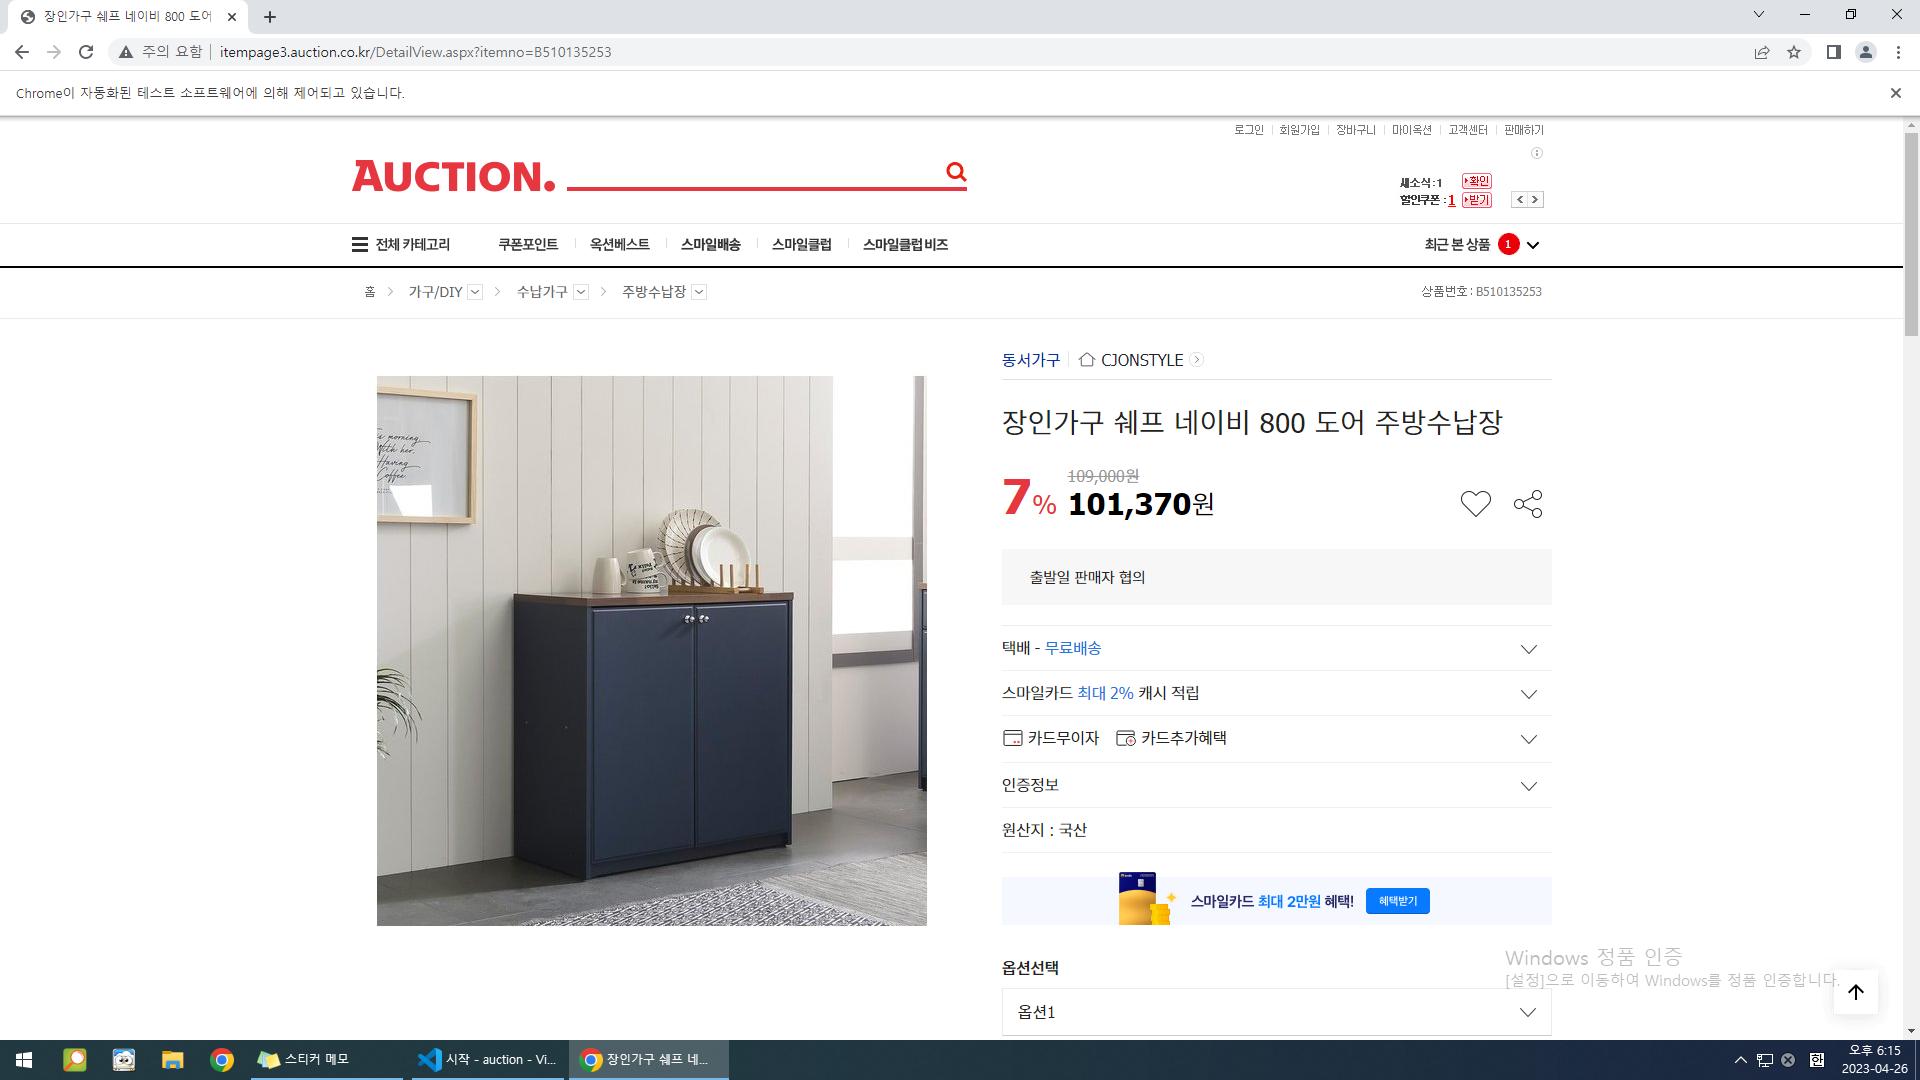 장인가구 쉐프 네이비 800 도어
주의 요함 itempage3.auction.co.kr/DetailView.aspx?itemno=B510135253
Chrome이 자동화된 테스트 소프트웨어에 의해 제어되고 있습니다.
로그인 회원가입 장바구니 마이옥션 고객센터 판매하기
AUCTION.
새소식:1 확인
할인쿠폰 : 1 받기
전체 카테고리 쿠폰포인트 옥션베스트 스마일배송 스마일클럽 스마일클럽 비즈 최근 본 상품 1
홈 가구/DIY 수납가구 주방수납장 상품번호 : B510135253
동서가구 CJONSTYLE
장인가구 쉐프 네이비 800 도어 주방수납장
109,000원
7% 101,370원
출발일 판매자 협의
택배 - 무료배송
스마일카드 최대 2% 캐시 적립
카드무이자 카드추가혜택
인증정보
원산지 : 국산
스마일카드 최대 2만원 혜택! 혜택받기
옵션선택
옵션1
morning
With her,
Having
Coffee
Windows 정품 인증
[설정]으로 이동하여 Windows를 정품 인증합니다.
스티커 메모 시작 - auction - Vi... 장인가구 쉐프 네... 한 오후 6:15
2023-04-26